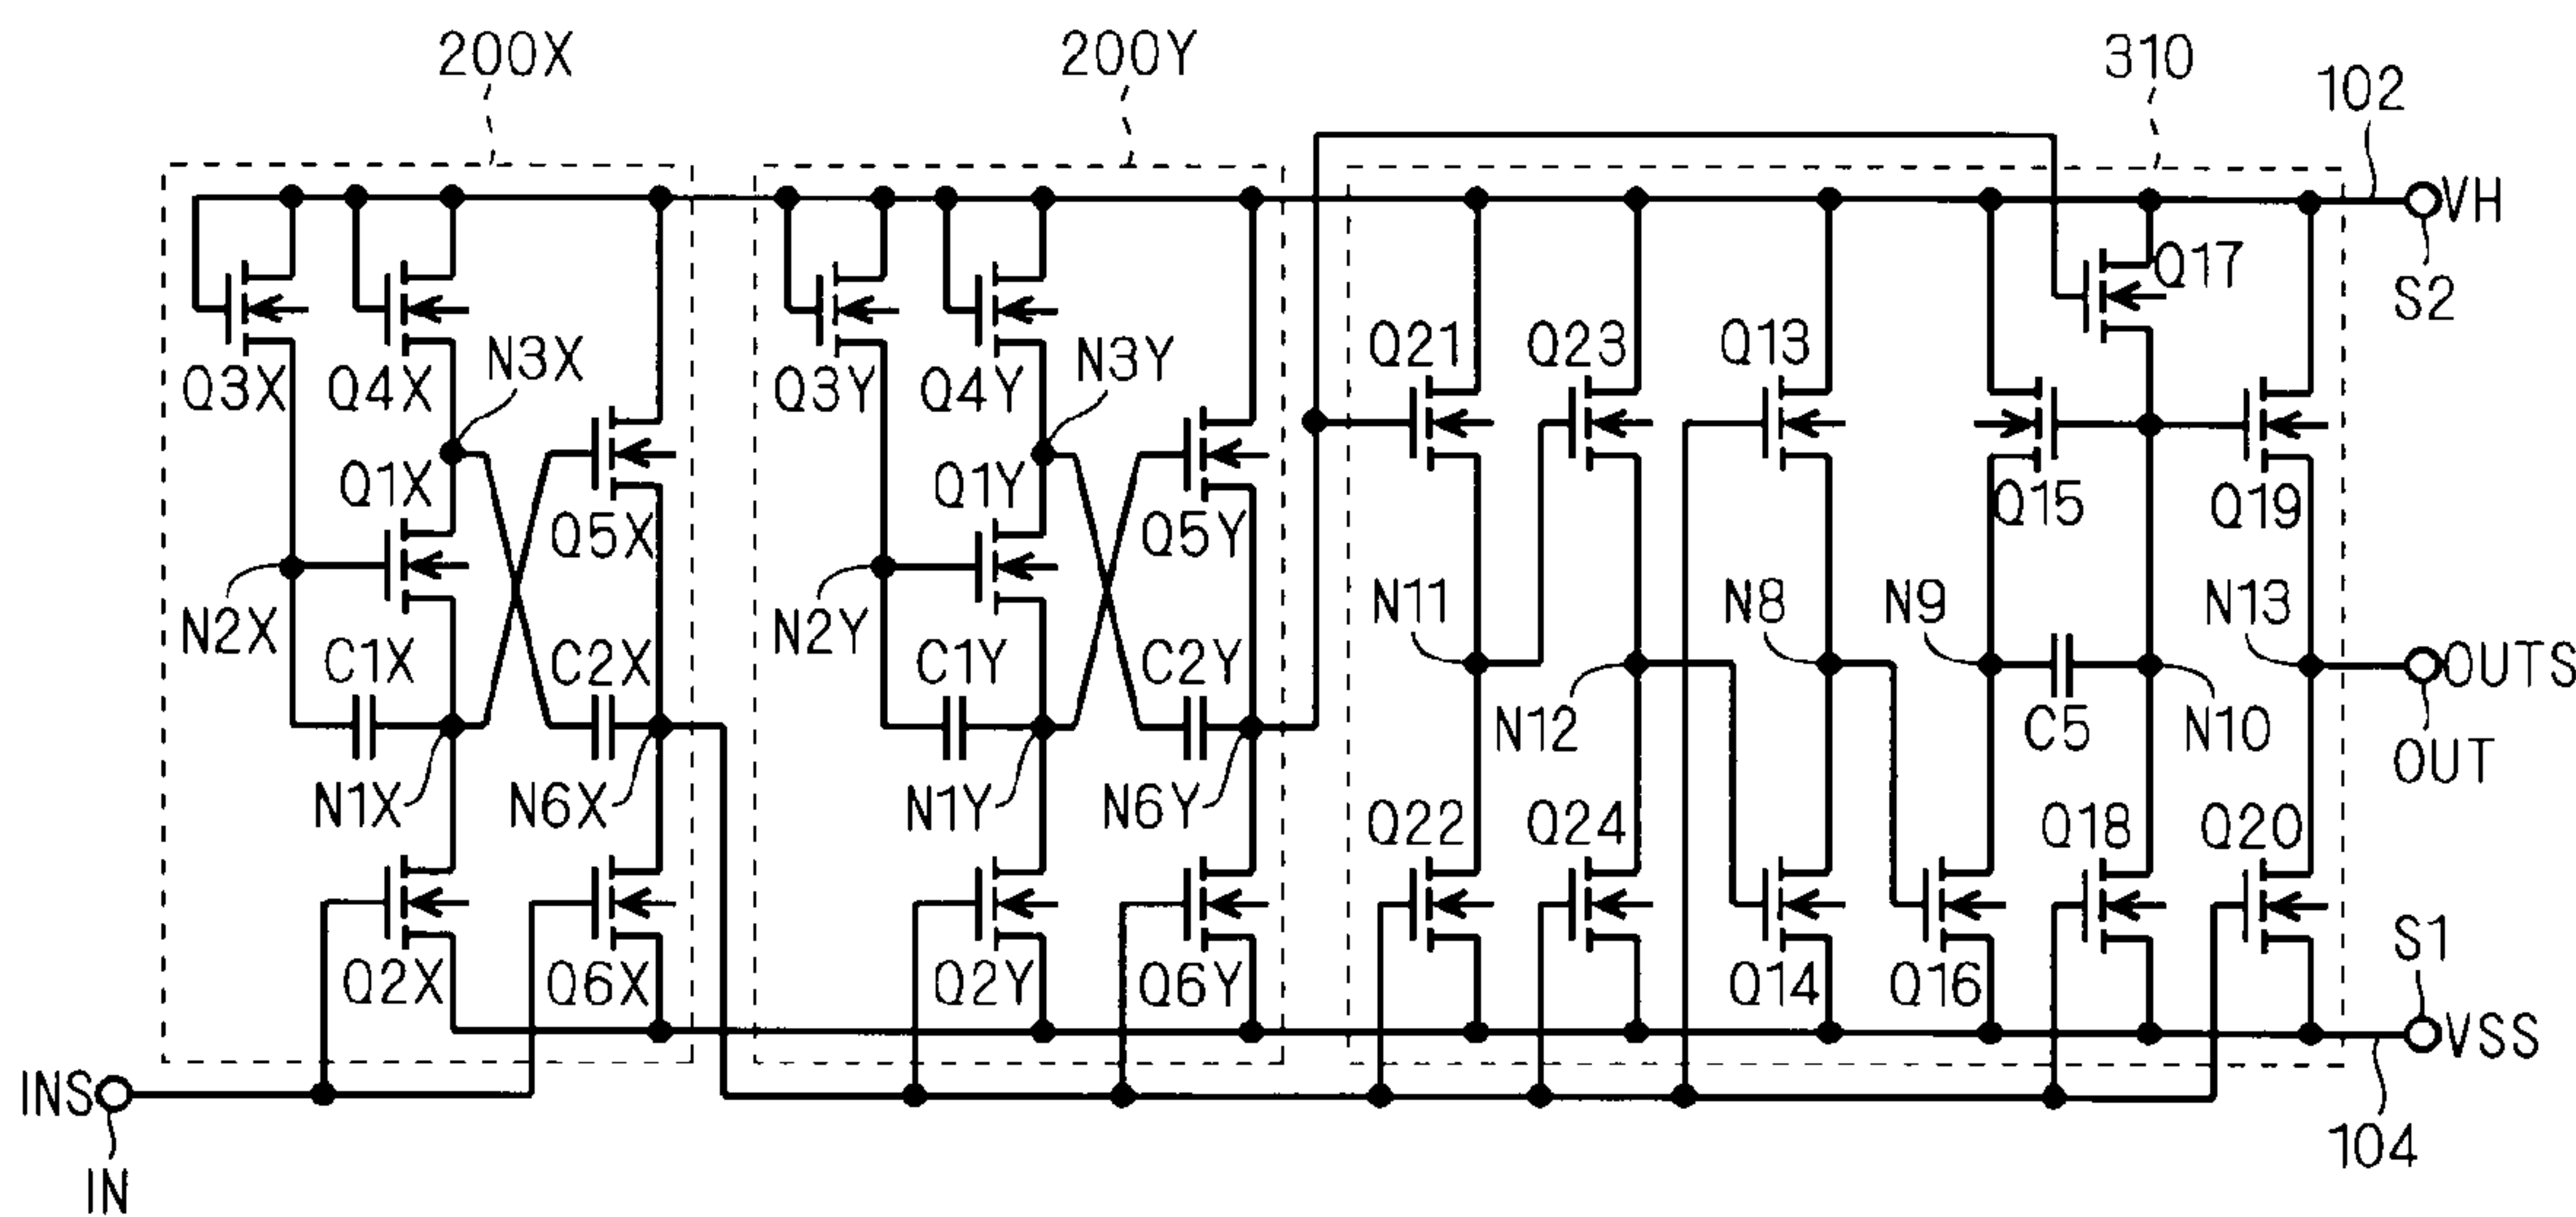 200X 200Y 310 102
VH
S2
Q17
Q3X Q4X N3X Q3Y Q4Y N3Y Q21 Q23 Q13
Q1X Q5X Q1Y Q5Y Q15 Q19
N2X N2Y N11 N8 N9 N13
C1X C2X C1Y C2Y N12 C5 N10 OUTS
OUT
N1X N6X N1Y N6Y Q22 Q24 Q18 Q20
Q2X Q6X Q2Y Q6Y Q14 Q16 S1
VSS
INS
IN
104